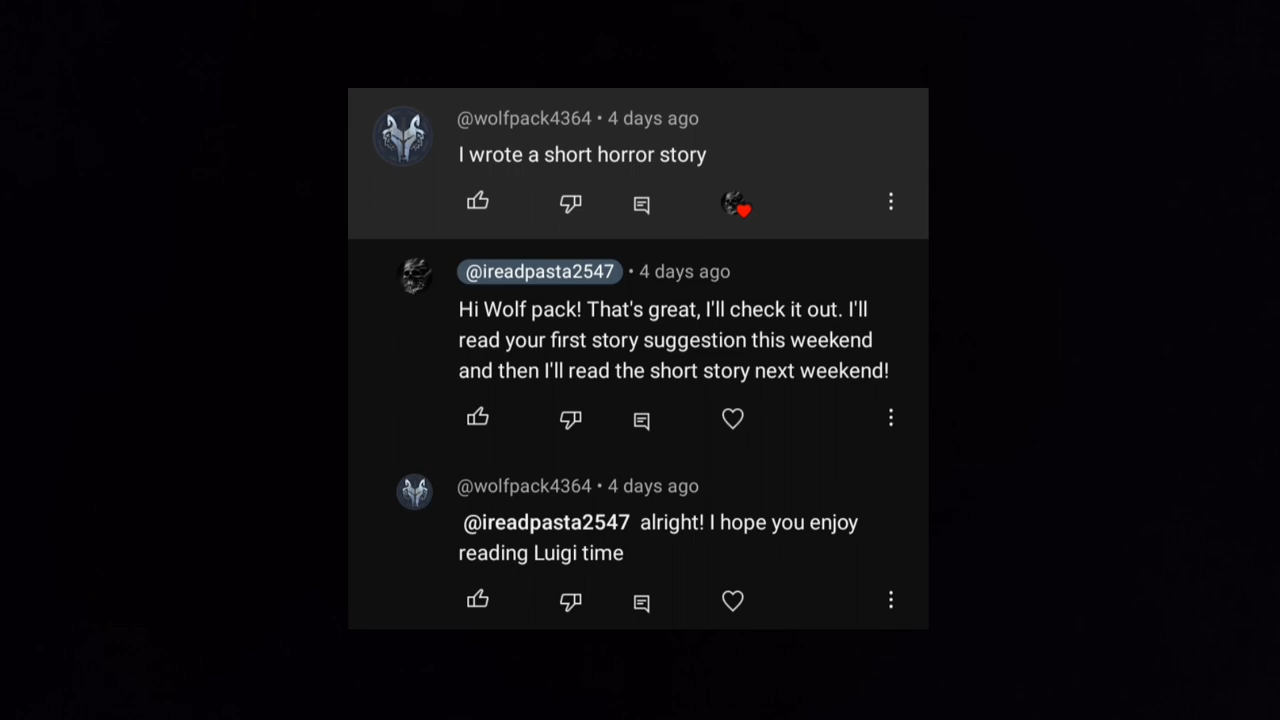 @wolfpack4364 • 4 days ago
I wrote a short horror story
@ireadpasta2547 • 4 days ago
Hi Wolf pack! That's great, I'll check it out. I'll
read your first story suggestion this weekend
and then I'll read the short story next weekend!
@wolfpack4364 • 4 days ago
@ireadpasta2547 alright! I hope you enjoy
reading Luigi time